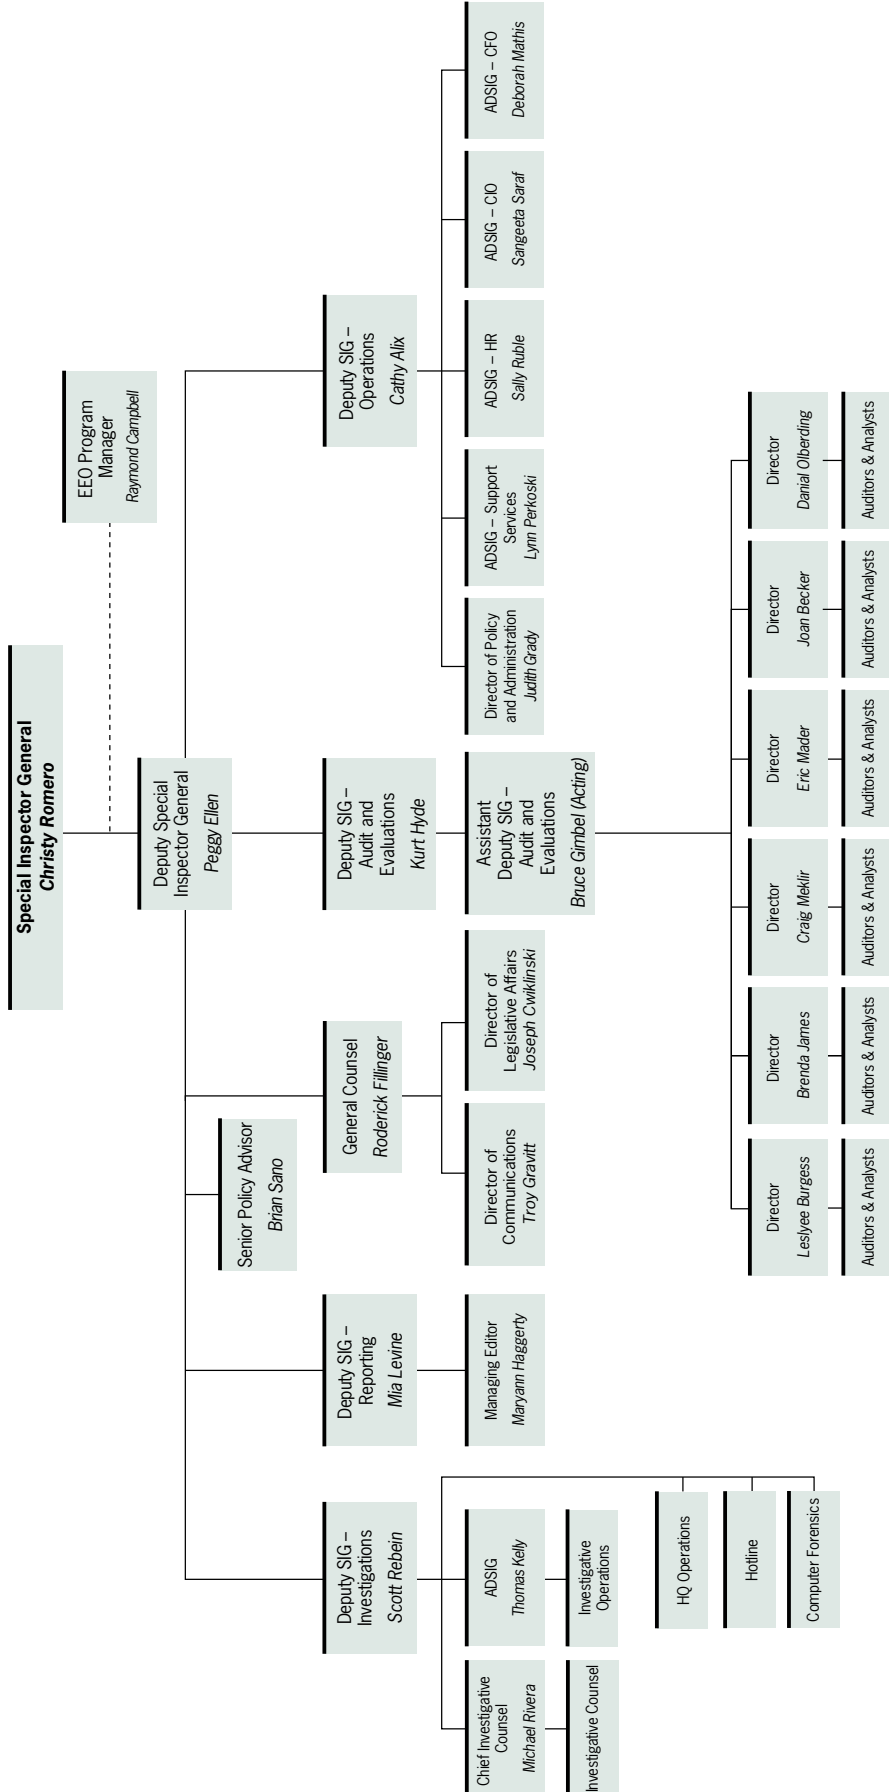 Special Inspector General
Christy Romero
EEO Program
Manager
Raymond Campbell
Deputy Special
Inspector General
Peggy Ellen
Senior Policy Advisor
Brian Sano
Deputy SIG –
Investigations
Scott Rebein
Deputy SIG –
Reporting
Mia Levine
General Counsel
Roderick Fillinger
Deputy SIG –
Audit and
Evaluations
Kurt Hyde
Deputy SIG –
Operations
Cathy Alix
Chief Investigative
Counsel
Michael Rivera
ADSIG
Thomas Kelly
Managing Editor
Maryann Haggerty
Director of
Communications
Troy Gravitt
Director of
Legislative Affairs
Joseph Cwiklinski
Assistant
Deputy SIG –
Audit and
Evaluations
Bruce Gimbel (Acting)
Director of Policy
and Administration
Judith Grady
ADSIG – Support
Services
Lynn Perkoski
ADSIG – HR
Sally Ruble
ADSIG – CIO
Sangeeta Saraf
ADSIG – CFO
Deborah Mathis
Investigative Counsel
Investigative
Operations
HQ Operations
Hotline
Computer Forensics
Director
Leslyee Burgess
Director
Brenda James
Director
Craig Meklir
Director
Eric Mader
Director
Joan Becker
Director
Danial Olberding
Auditors & Analysts
Auditors & Analysts
Auditors & Analysts
Auditors & Analysts
Auditors & Analysts
Auditors & Analysts